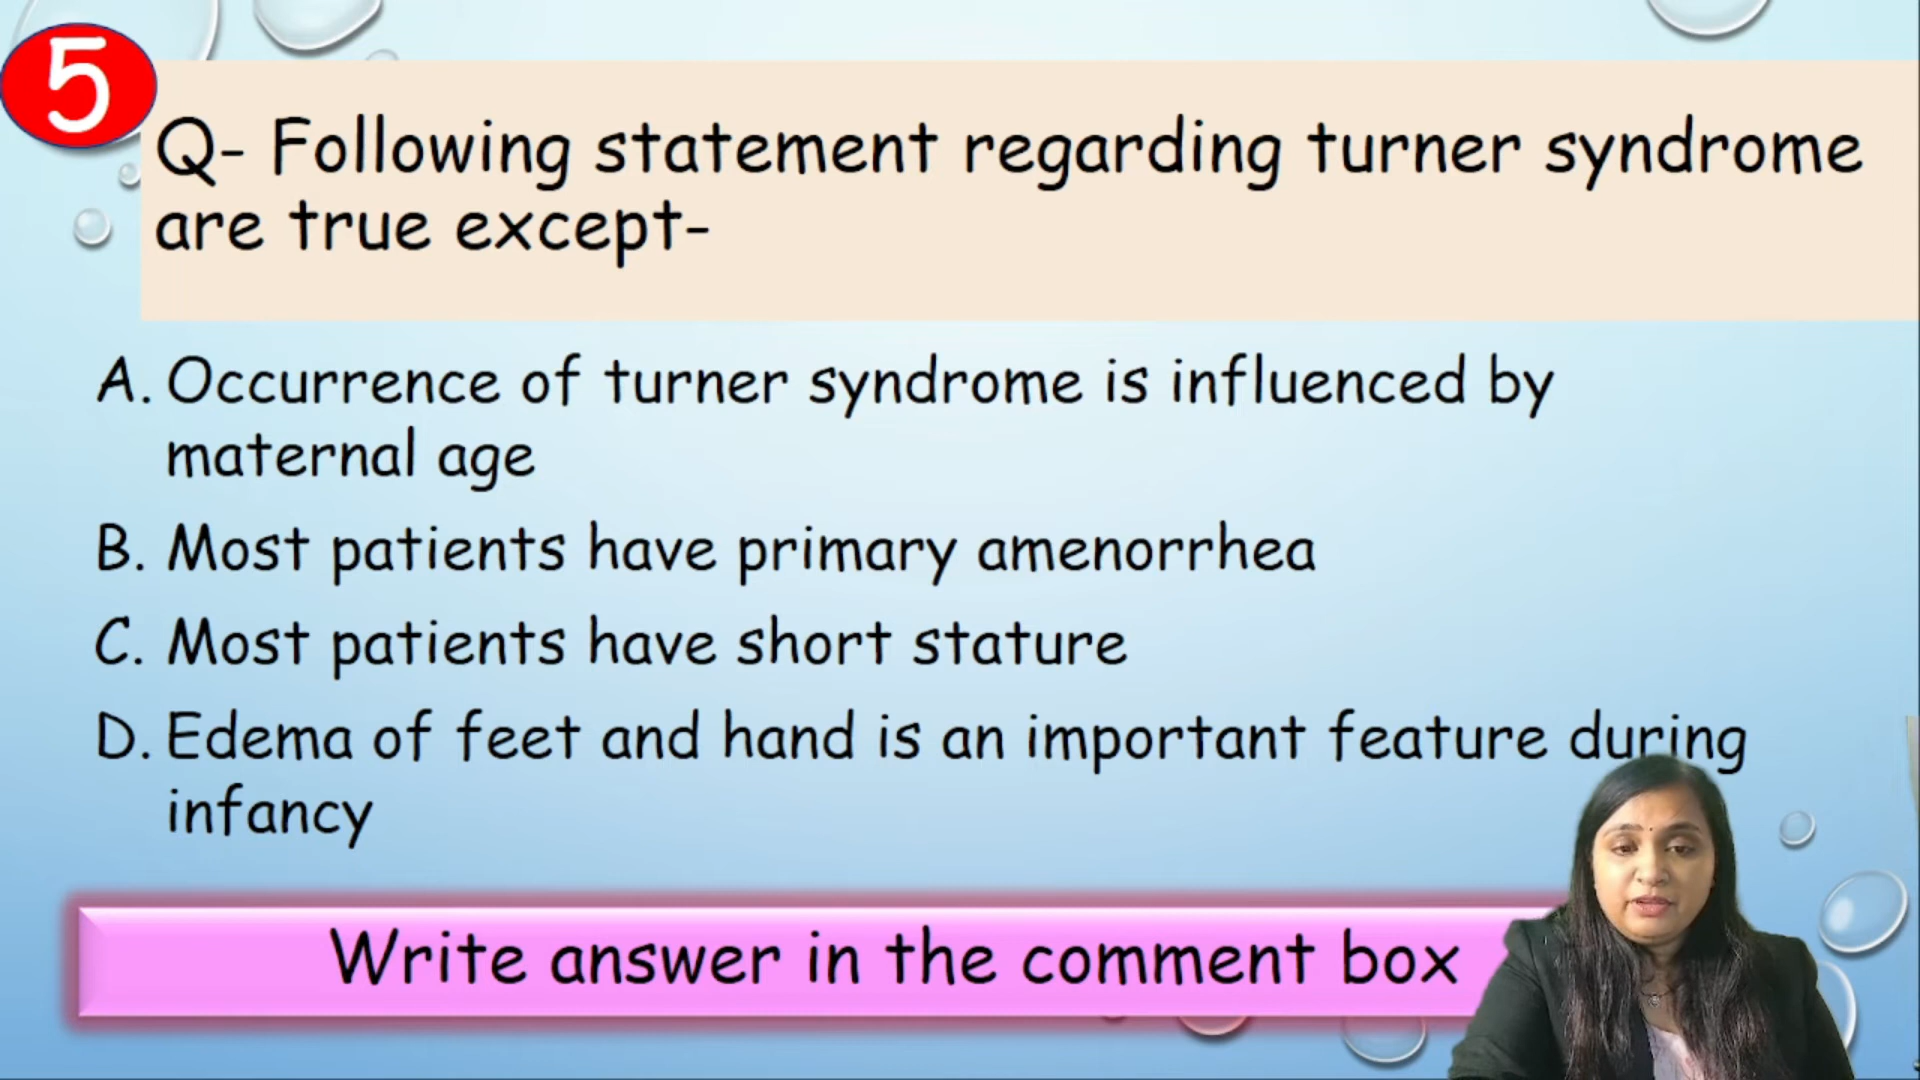 5
Q- Following statement regarding turner syndrome
are true except-
A. Occurrence of turner syndrome is influenced by
maternal age
B. Most patients have primary amenorrhea
C. Most patients have short stature
D. Edema of feet and hand is an important feature during
infancy
Write answer in the comment box